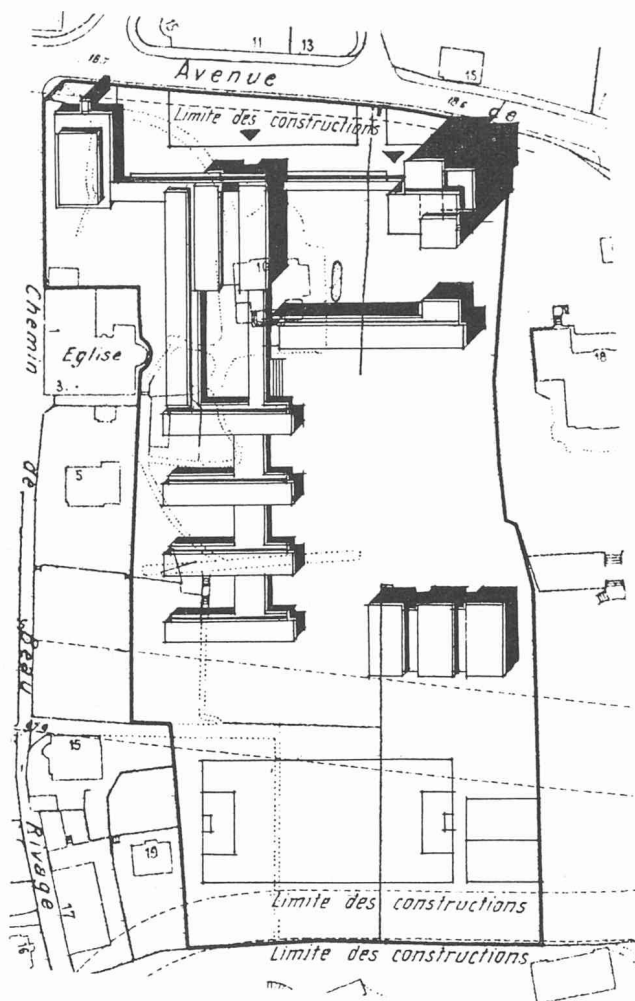 11
13
15
18.7
Avenue
18.6
de
Limite des constructions
Chemin
Eglise
3
18
5
de
Beau
15
Rivage
19
17
16
Limite des constructions
Limite des constructions